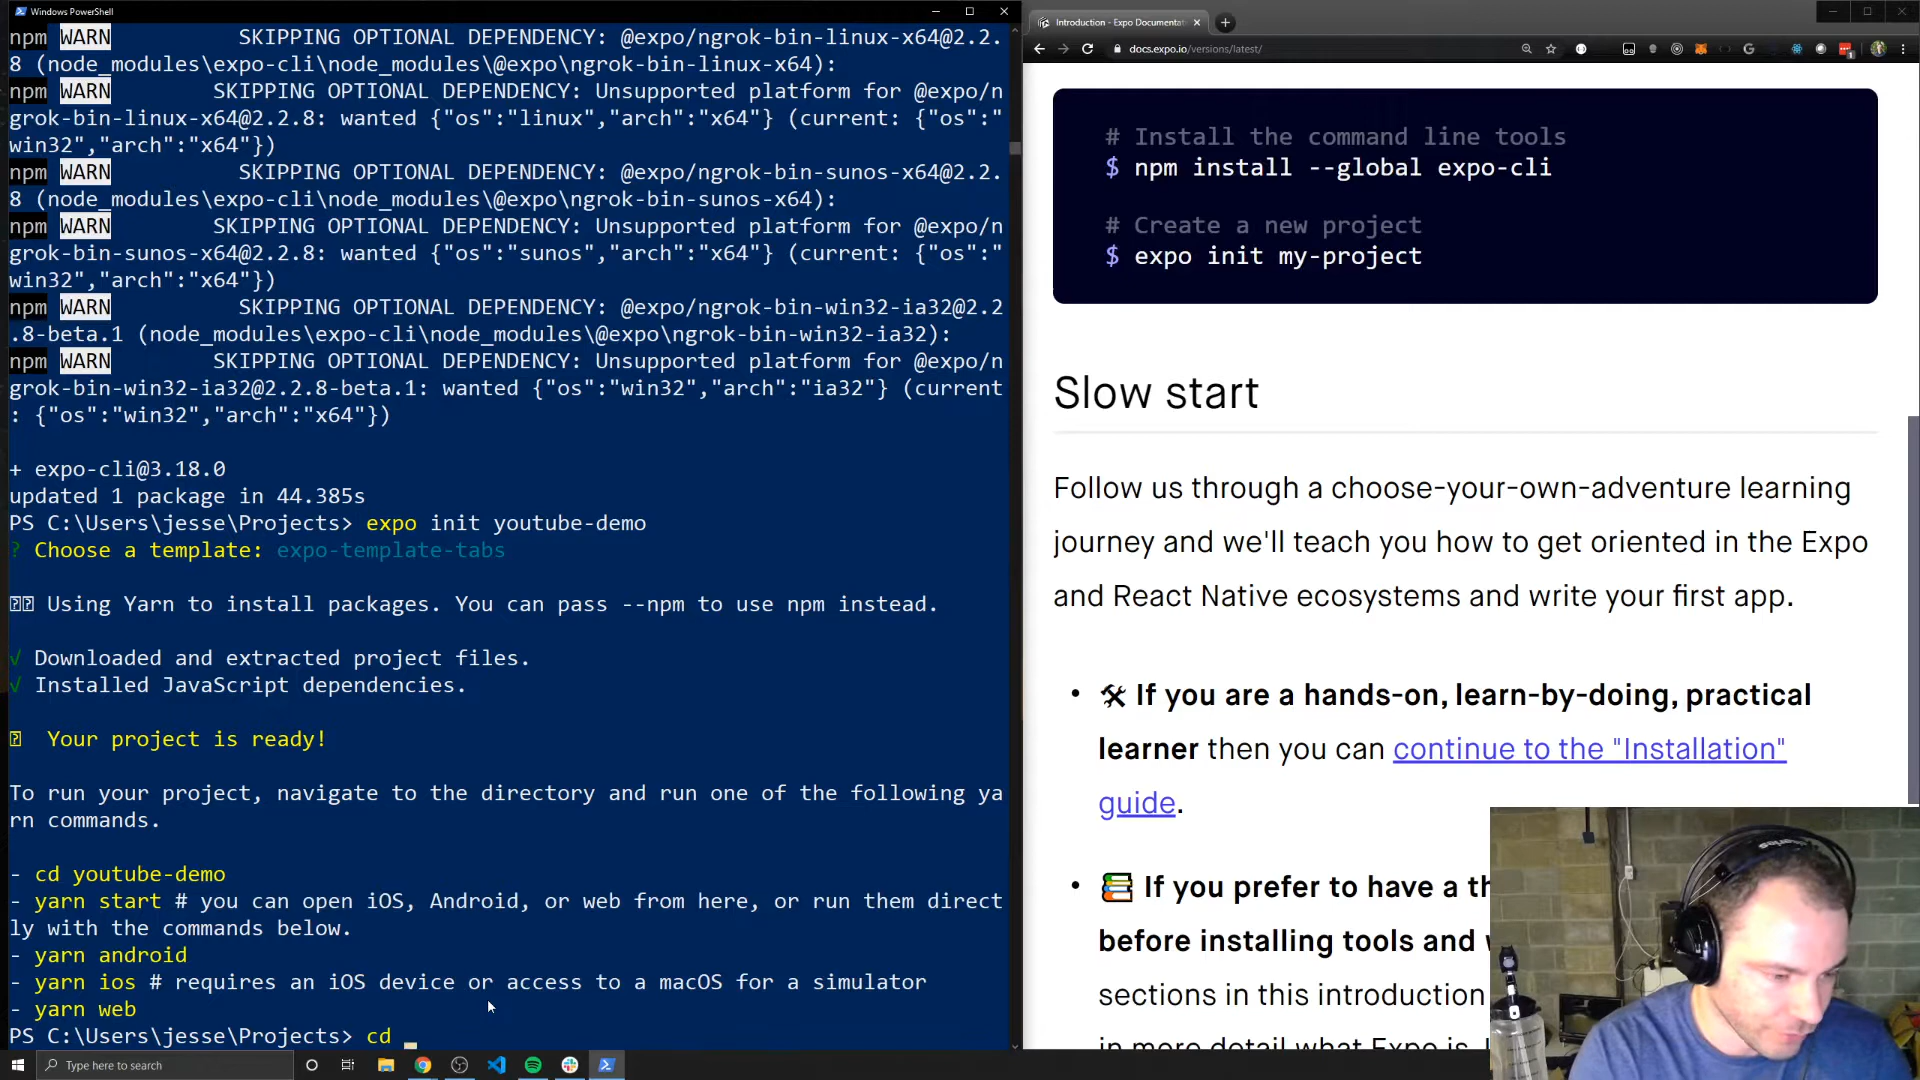 Windows PowerShell
npm WARN SKIPPING OPTIONAL DEPENDENCY: @expo/ngrok-bin-linux-x64@2.2.
8 (node_modules\expo-cli\node_modules\@expo\ngrok-bin-linux-x64):
npm WARN SKIPPING OPTIONAL DEPENDENCY: Unsupported platform for @expo/n
grok-bin-linux-x64@2.2.8: wanted {"os":"linux","arch":"x64"} (current: {"os":"
win32","arch":"x64"})
npm WARN SKIPPING OPTIONAL DEPENDENCY: @expo/ngrok-bin-sunos-x64@2.2.
8 (node_modules\expo-cli\node_modules\@expo\ngrok-bin-sunos-x64):
npm WARN SKIPPING OPTIONAL DEPENDENCY: Unsupported platform for @expo/n
grok-bin-sunos-x64@2.2.8: wanted {"os":"sunos","arch":"x64"} (current: {"os":"
win32","arch":"x64"})
npm WARN SKIPPING OPTIONAL DEPENDENCY: @expo/ngrok-bin-win32-ia32@2.2
.8-beta.1 (node_modules\expo-cli\node_modules\@expo\ngrok-bin-win32-ia32):
npm WARN SKIPPING OPTIONAL DEPENDENCY: Unsupported platform for @expo/n
grok-bin-win32-ia32@2.2.8-beta.1: wanted {"os":"win32","arch":"ia32"} (current
: {"os":"win32","arch":"x64"})
+ expo-cli@3.18.0
updated 1 package in 44.385s
PS C:\Users\jesse\Projects> expo init youtube-demo
? Choose a template: expo-template-tabs
Using Yarn to install packages. You can pass --npm to use npm instead.
√ Downloaded and extracted project files.
√ Installed JavaScript dependencies.
Your project is ready!
To run your project, navigate to the directory and run one of the following ya
rn commands.
- cd youtube-demo
- yarn start # you can open iOS, Android, or web from here, or run them direct
ly with the commands below.
- yarn android
- yarn ios # requires an iOS device or access to a macOS for a simulator
- yarn web
PS C:\Users\jesse\Projects> cd _
Type here to search
Introduction - Expo Documentat
docs.expo.io/versions/latest/
# Install the command line tools
$ npm install --global expo-cli
# Create a new project
$ expo init my-project
Slow start
Follow us through a choose-your-own-adventure learning
journey and we'll teach you how to get oriented in the Expo
and React Native ecosystems and write your first app.
• 🛠 If you are a hands-on, learn-by-doing, practical
learner then you can continue to the "Installation"
guide.
• 📚 If you prefer to have a th
before installing tools and
sections in this introduction
in more detail what Expo is,